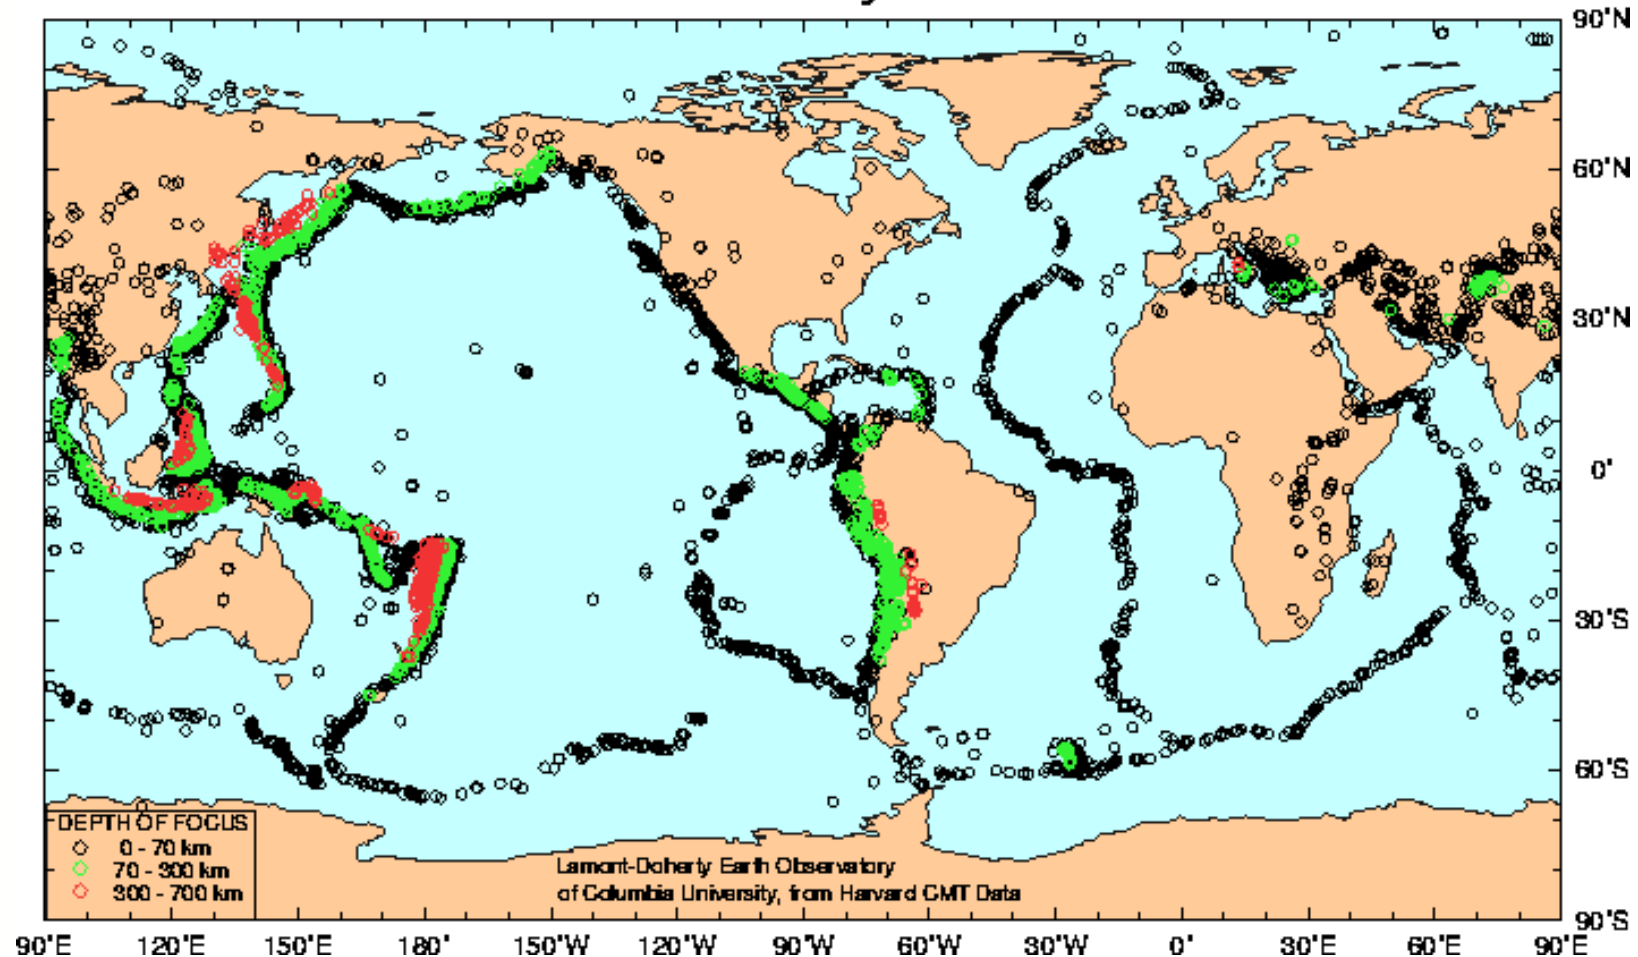 90°N
60°N
30°N
0°
30°S
60°S
90°S
DEPTH OF FOCUS
0 - 70 km
70 - 300 km
300 - 700 km
Lamont-Doherty Earth Observatory
of Columbia University, from Harvard CMT Data
90°E 120°E 150°E 180° 150°W 120°W 90°W 60°W 30°W 0° 30°E 60°E 90°E